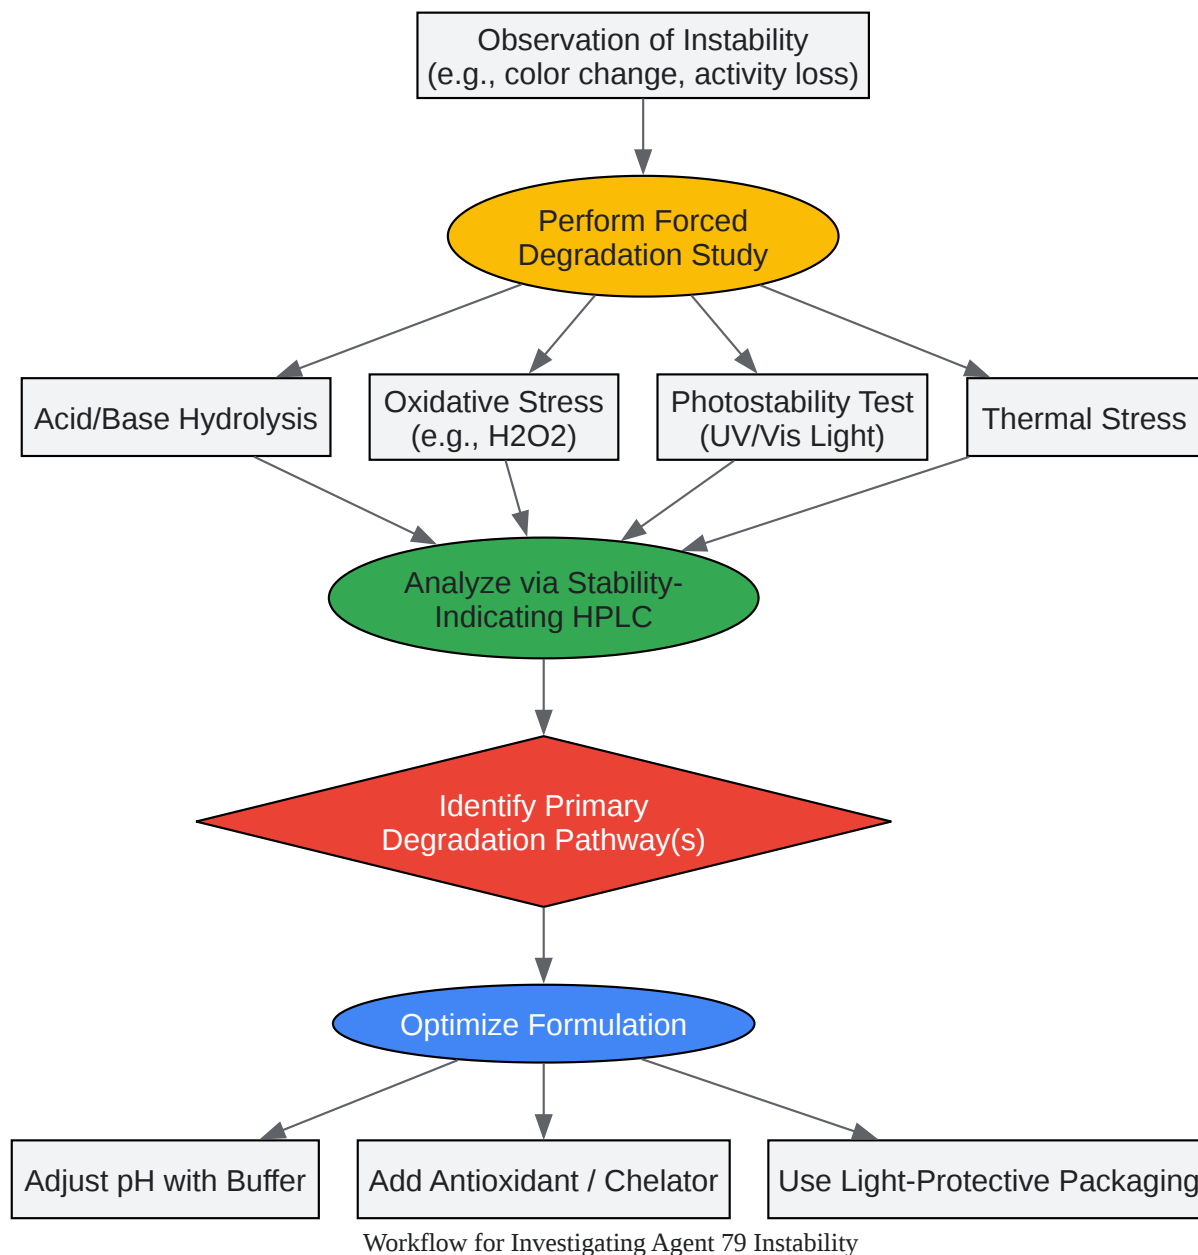 Observation of Instability
(e.g., color change, activity loss)
Perform Forced
Degradation Study
Acid/Base Hydrolysis
Oxidative Stress
(e.g., H2O2)
Photostability Test
(UV/Vis Light)
Thermal Stress
Analyze via Stability-
Indicating HPLC
Identify Primary
Degradation Pathway(s)
Optimize Formulation
Adjust pH with Buffer
Add Antioxidant / Chelator
Use Light-Protective Packaging
Workflow for Investigating Agent 79 Instability